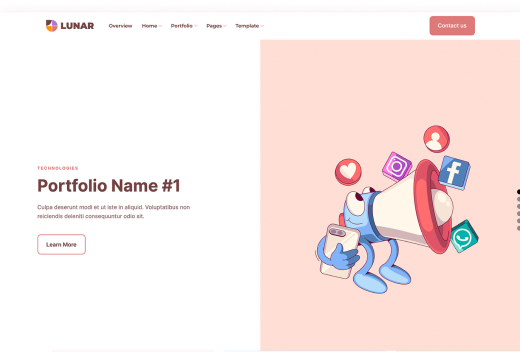 LUNAR
Overview Home Portfolio Pages Template
Contact us
TECHNOLOGIES
Portfolio Name #1
Culpa deserunt modi et ut iste in aliquid. Voluptatibus non
reiciendis deleniti consequuntur odio sit.
Learn More